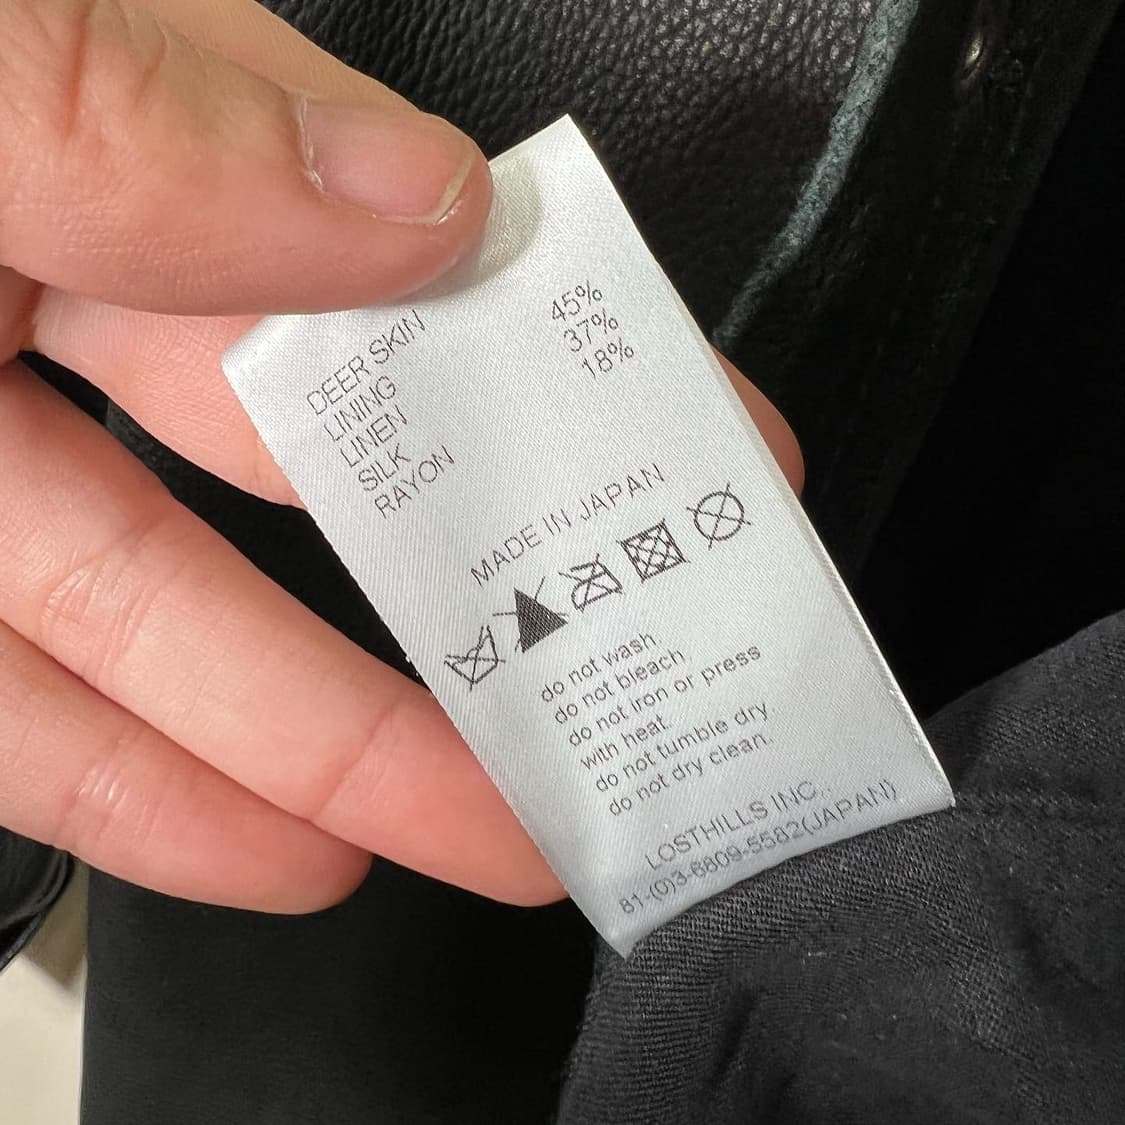 DEER SKIN
LINING
LINEN 45%
SILK 37%
RAYON 18%
MADE IN JAPAN
do not wash.
do not bleach.
do not iron or press
with heat.
do not tumble dry.
do not dry clean.
LOSTHILLS INC..
81-(0)3-6809-5582(JAPAN)